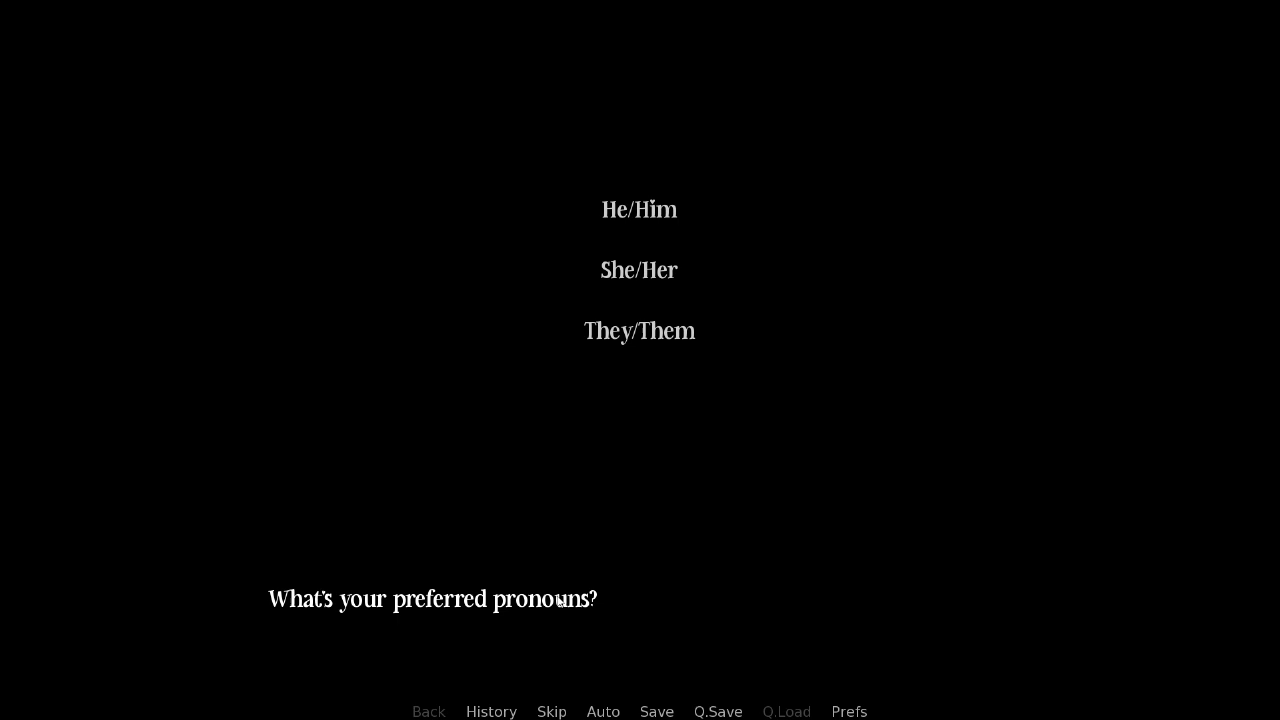 He/Him
She/Her
They/Them
What's your preferred pronouns?
Back History Skip Auto Save Q.Save Q.Load Prefs